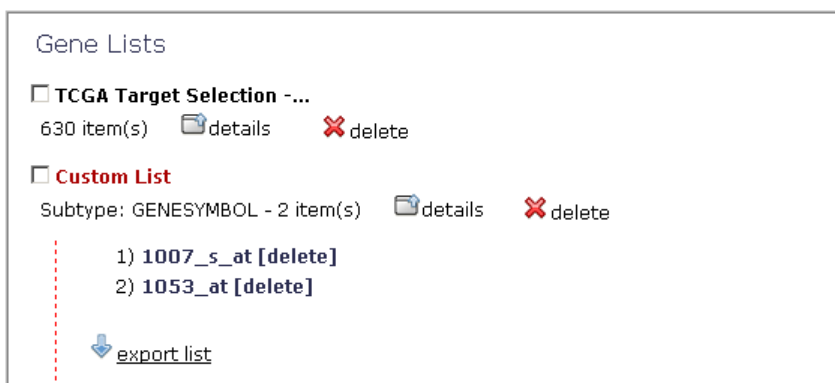 Gene Lists
TCGA Target Selection -...
630 item(s) details delete
Custom List
Subtype: GENESYMBOL - 2 item(s) details delete
1) 1007_s_at [delete]
2) 1053_at [delete]
export list